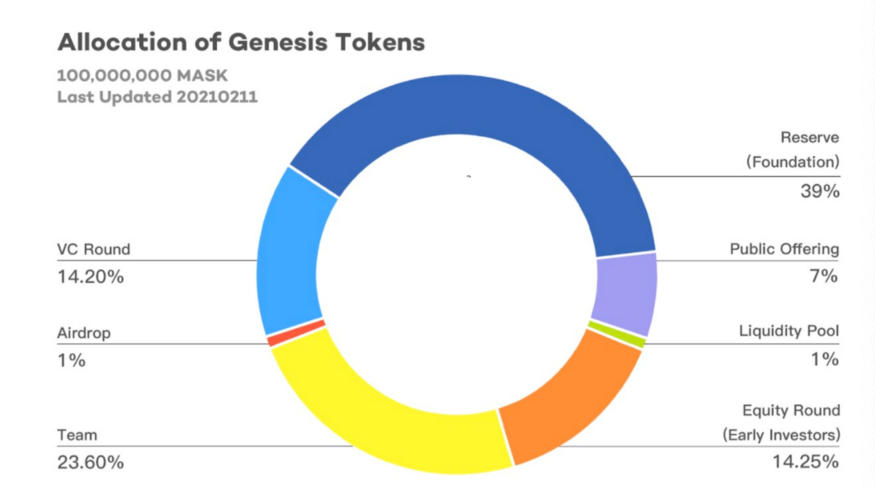 Allocation of Genesis Tokens
100,000,000 MASK
Last Updated 20210211
Reserve
(Foundation)
39%
VC Round
14.20%
Public Offering
7%
Airdrop
1%
Liquidity Pool
1%
Team
23.60%
Equity Round
(Early Investors)
14.25%